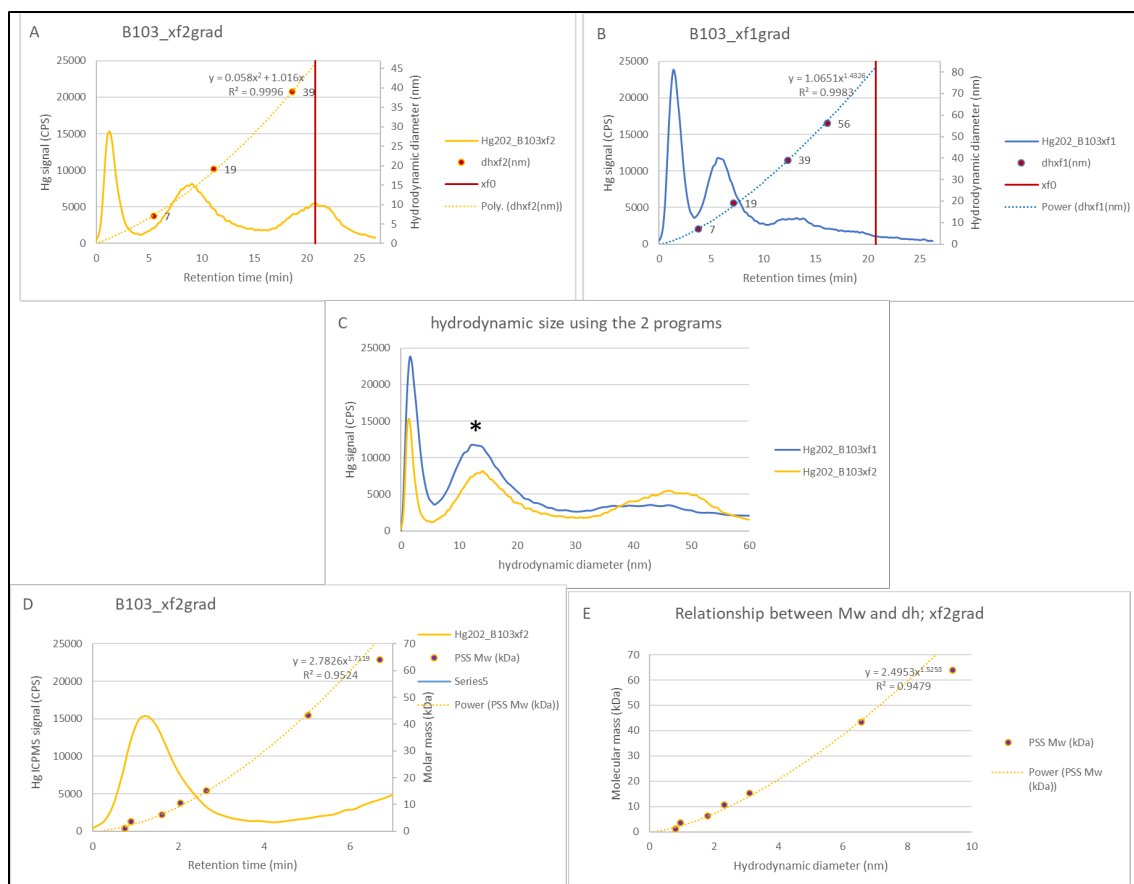 A
B103_xf2grad
25000
20000
15000
10000
5000
0
45
40
35
30
25
20
15
10
5
0
y = 0.058x² + 1.016x
R² = 0.9996
39
19
7
0
5
10
15
20
25
Hg signal (CPS)
Hydrodynamic diameter (nm)
Retention time (min)
Hg202_B103xf2
dhxf2(nm)
xf0
Poly. (dhxf2(nm))
B
B103_xf1grad
25000
20000
15000
10000
5000
0
80
70
60
50
40
30
20
10
0
y = 1.0651x^1.4326
R² = 0.9983
56
39
19
7
0
5
10
15
20
25
Hg signal (CPS)
Hydrodynamic diameter (nm)
Retention times (min)
Hg202_B103xf1
dhxf1(nm)
xf0
Power (dhxf1(nm))
C
hydrodynamic size using the 2 programs
25000
20000
15000
10000
5000
0
*
0
10
20
30
40
50
60
Hg signal (CPS)
hydrodynamic diameter (nm)
Hg202_B103xf1
Hg202_B103xf2
D
B103_xf2grad
25000
20000
15000
10000
5000
0
70
60
50
40
30
20
10
0
y = 2.7826x^1.7119
R² = 0.9524
0
2
4
6
Hg ICPMS signal (CPS)
Molar mass (kDa)
Retention time (min)
Hg202_B103xf2
PSS Mw (kDa)
Series5
Power (PSS Mw (kDa))
E
Relationship between Mw and dh; xf2grad
70
60
50
40
30
20
10
0
y = 2.4953x^1.5253
R² = 0.9479
0
2
4
6
8
10
Molecular mass (kDa)
Hydrodynamic diameter (nm)
PSS Mw (kDa)
Power (PSS Mw
(kDa))